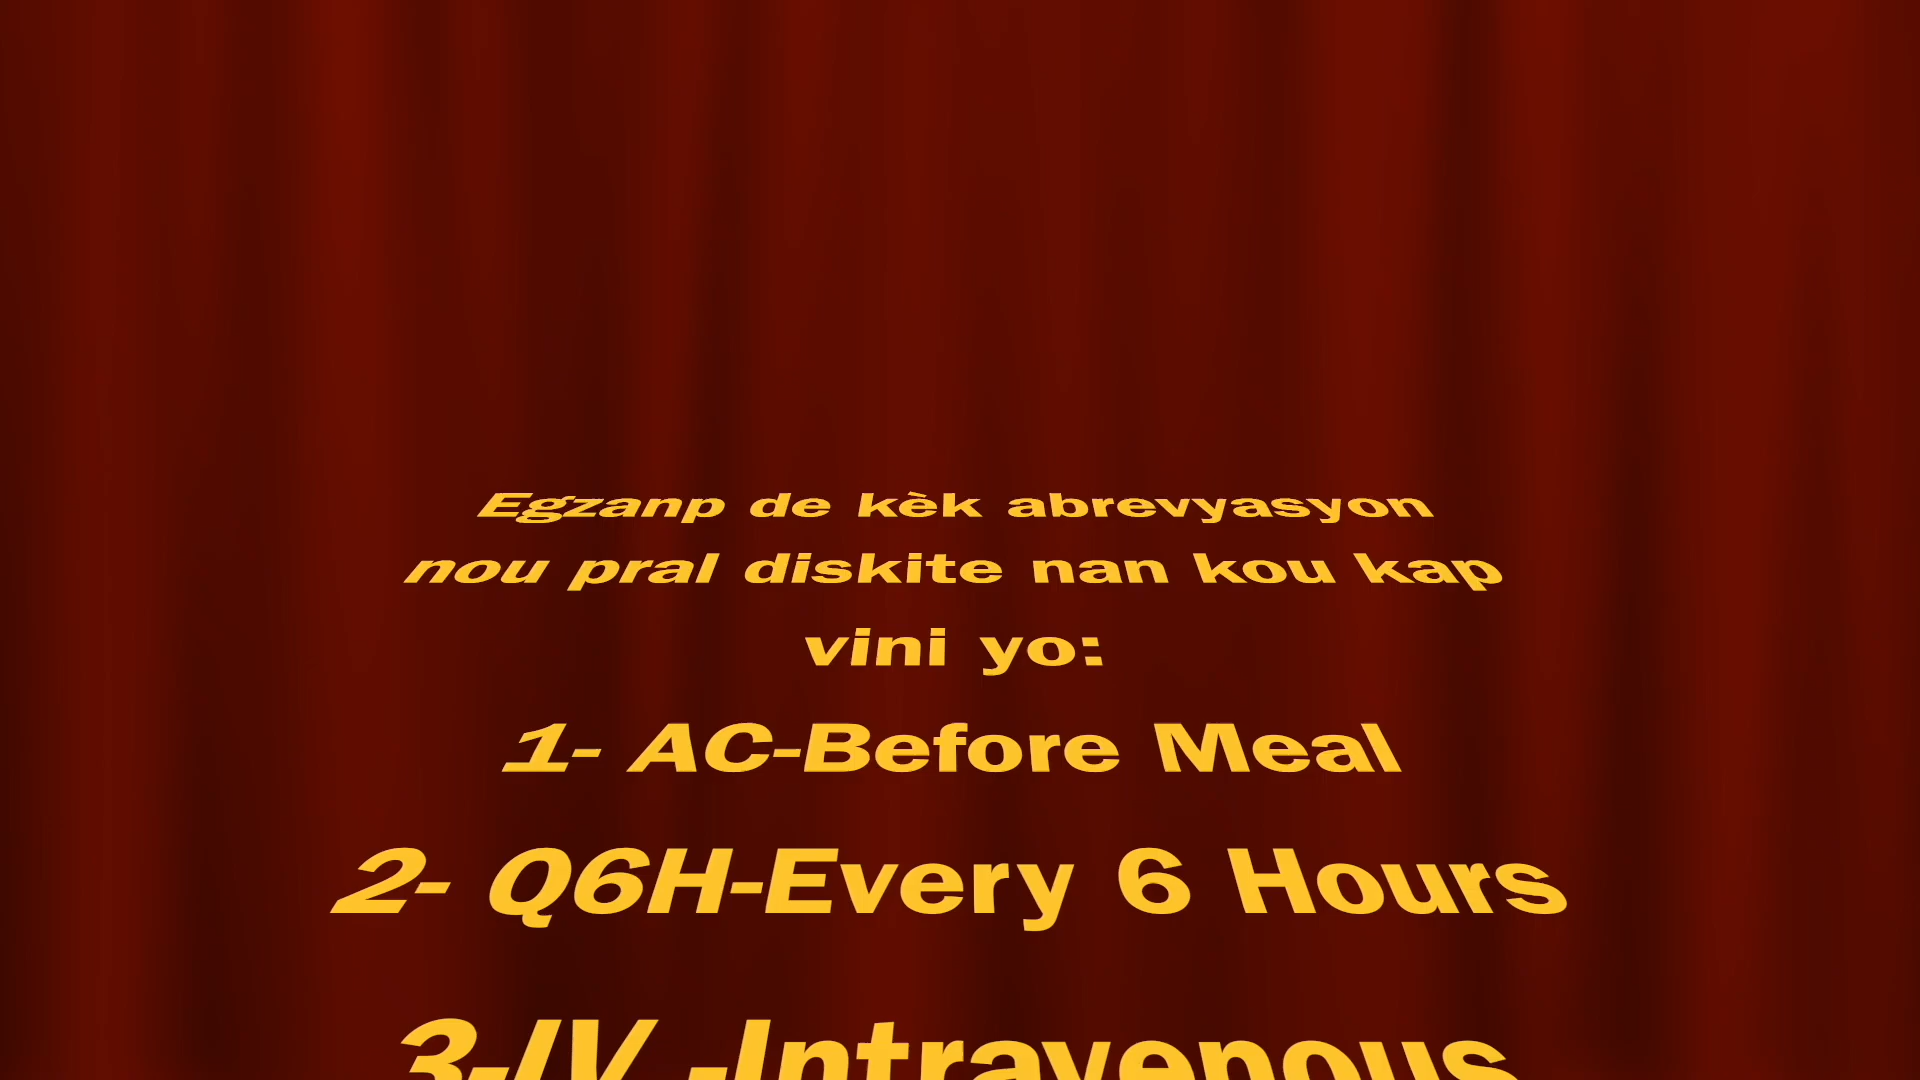 Egzanp de kèk abrevyasyon
nou pral diskite nan kou kap
vini yo:
1- AC-Before Meal
2- Q6H-Every 6 Hours
3-IV -Intravenous